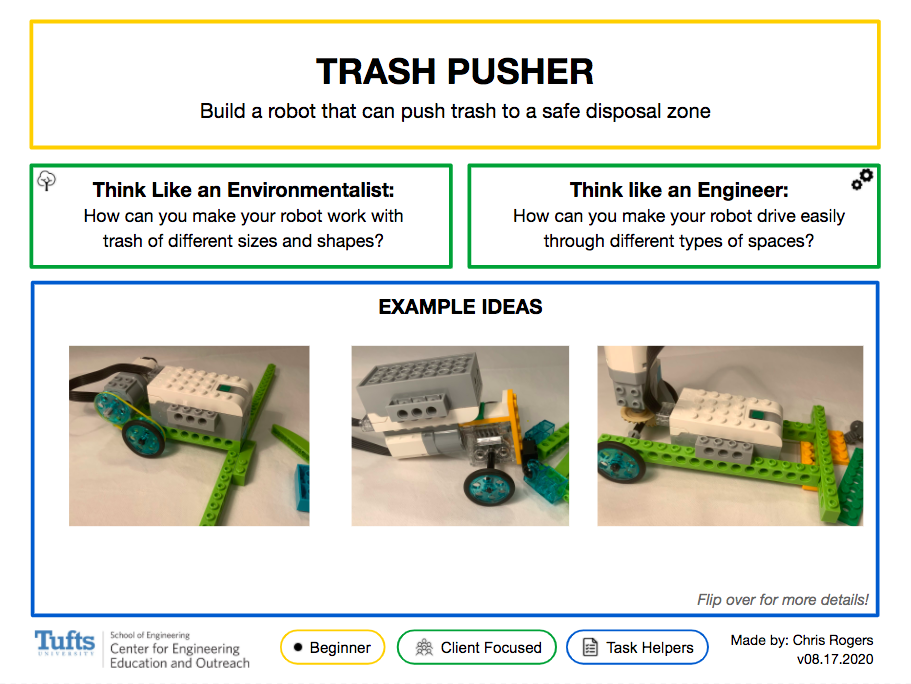 TRASH PUSHER
Build a robot that can push trash to a safe disposal zone
Think Like an Environmentalist:
How can you make your robot work with
trash of different sizes and shapes?
Think like an Engineer:
How can you make your robot drive easily
through different types of spaces?
EXAMPLE IDEAS
Flip over for more details!
Tufts
UNIVERSITY
School of Engineering
Center for Engineering
Education and Outreach
Beginner
Client Focused
Task Helpers
Made by: Chris Rogers
v08.17.2020